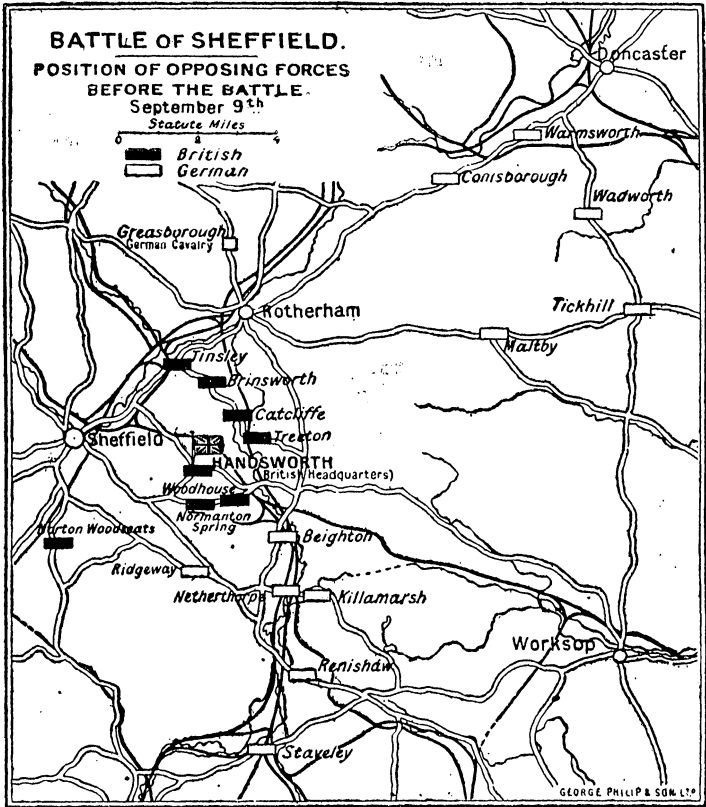 BATTLE OF SHEFFIELD.
POSITION OF OPPOSING FORCES
BEFORE THE BATTLE.
September 9th
Statute Miles
0 2 4
British
German
Doncaster
Warmsworth
Conisborough
Wadworth
Greasborough
German Cavalry
Rotherham
Tickhill
Maltby
Tinsley
Brinsworth
Catcliffe
Treeton
Sheffield
HANDSWORTH
(British Headquarters)
Woodhouse
Normanton
Spring
Norton Woodseats
Beighton
Ridgeway
Netherthorpe
Killamarsh
Worksop
Renishaw
Staveley
GEORGE PHILIP & SON LTD